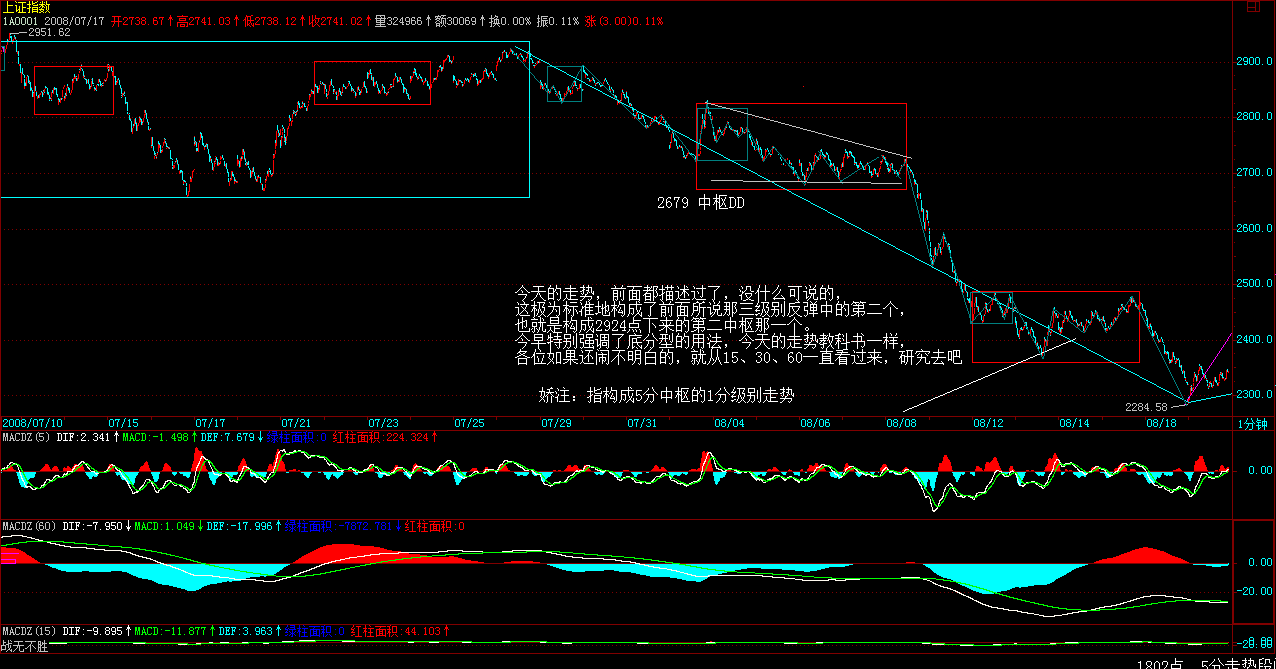 上证指数
1A0001 2008/07/17 开2738.67↑高2741.03↑低2738.12↑收2741.02↑量324966↑额30069↑换0.00% 振0.11% 涨(3.00)0.11%
2951.62
2900.0
2800.0
2700.0
2679 中枢DD
2600.0
2500.0
今天的走势，前面都描述过了，没什么可说的，
这极为标准地构成了前面所说那三级别反弹中的第二个，
也就是构成2924点下来的第二中枢那一个。
今早特别强调了底分型的用法，今天的走势教科书一样，
各位如果还闹不明白的，就从15、30、60一直看过来，研究去吧
2400.0
娇注：指构成5分中枢的1分级别走势
2300.0
2284.58
2008/07/10 07/15 07/17 07/21 07/23 07/25 07/29 07/31 08/04 08/06 08/08 08/12 08/14 08/18 1分钟
MACDZ(5) DIF:2.341↑MACD:-1.498↑DEF:7.679↓绿柱面积:0 红柱面积:224.324↑
0.00
MACDZ(60) DIF:-7.950↓MACD:1.049↓DEF:-17.996↑绿柱面积:-7872.781↓红柱面积:0
0.00
-20.00
MACDZ(15) DIF:-9.895↑MACD:-11.877↑DEF:3.963↑绿柱面积:0 红柱面积:44.103↑
战无不胜
1802点，5分走势段